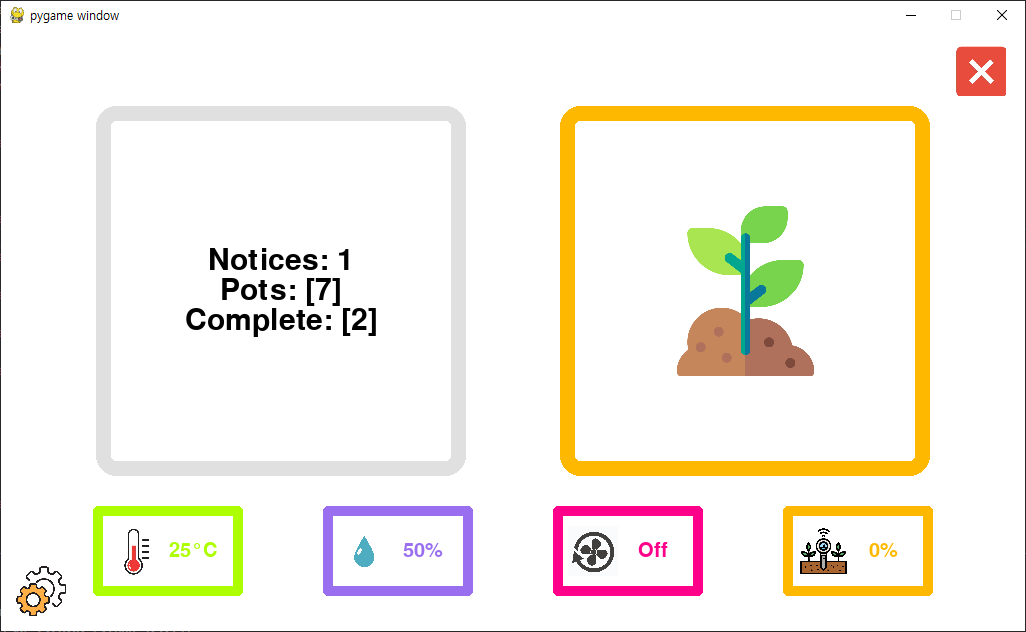 pygame window
Notices: 1
Pots: [7]
Complete: [2]
25°C
50%
Off
0%